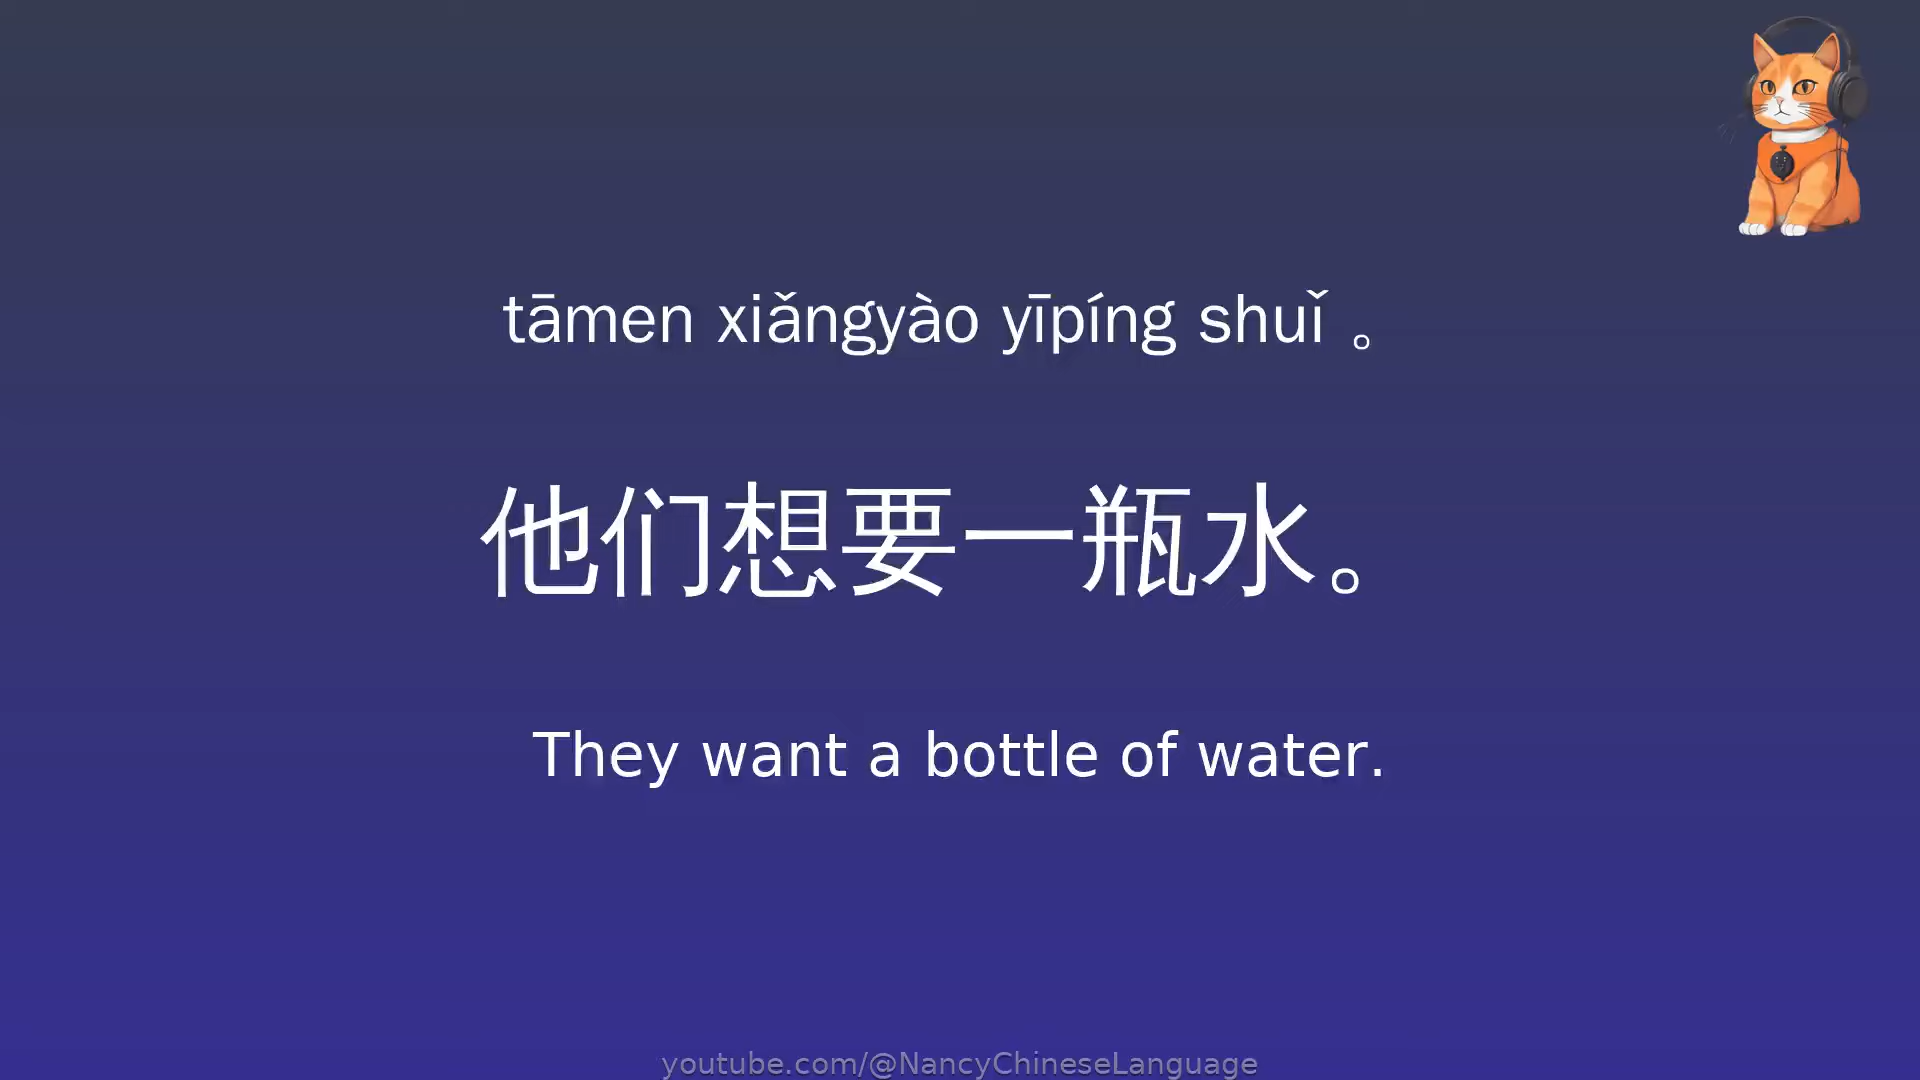 tāmen xiǎngyào yīpíng shuǐ 。
他们想要一瓶水。
They want a bottle of water.
youtube.com/@NancyChineseLanguage